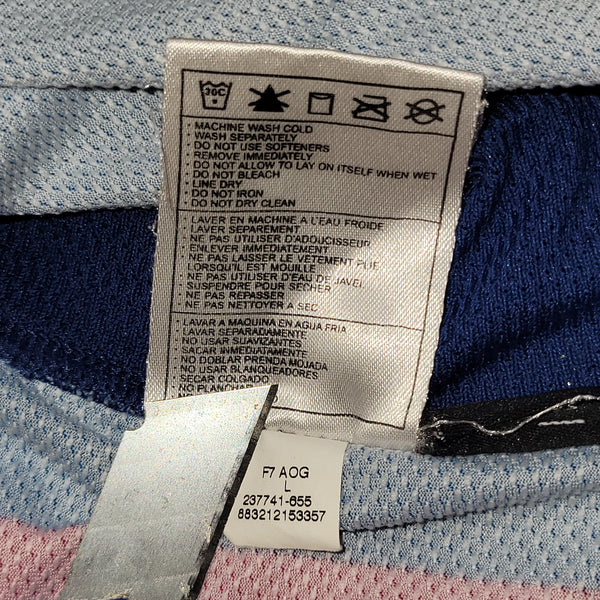 30C
· MACHINE WASH COLD
· WASH SEPARATELY
· DO NOT USE SOFTENERS
· REMOVE IMMEDIATELY
· DO NOT ALLOW TO LAY ON ITSELF WHEN WET
· DO NOT BLEACH
· LINE DRY
· DO NOT IRON
· DO NOT DRY CLEAN
· LAVER EN MACHINE A L'EAU FROIDE
· LAVER SEPAREMENT
· NE PAS UTILISER D'ADOUCISSEUR
· ENLEVER IMMEDIATEMENT
· NE PAS LAISSER LE VETEMENT PLIE
LORSQU'IL EST MOUILLE
· NE PAS UTILISER D'EAU DE JAVEL
SUSPENDRE POUR SECHER
· NE PAS REPASSER
· NE PAS NETTOYER A SEC
· LAVAR A MAQUINA EN AGUA FRIA
· LAVAR SEPARADAMENTE
· NO USAR SUAVIZANTES
· SACAR INMEDIATAMENTE
· NO DOBLAR PRENDA MOJADA
· NO USAR BLANQUEADORES
SECAR COLGADO
· NO PLANCHAR
F7 AOG
L
237741-655
883212153357